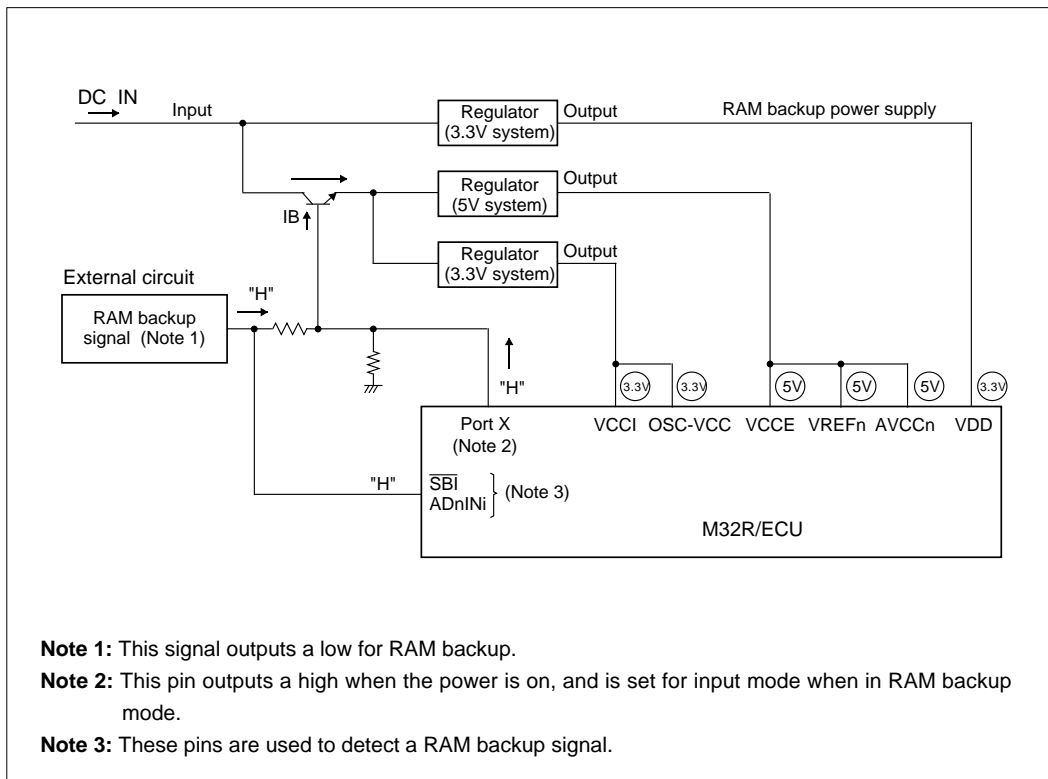 DC IN
Input
Regulator
(3.3V system)
Output
RAM backup power supply
IB
Regulator
(5V system)
Output
Regulator
(3.3V system)
Output
External circuit
RAM backup
signal (Note 1)
"H"
"H"
3.3V
3.3V
5V
5V
5V
3.3V
Port X
(Note 2)
VCCI
OSC-VCC
VCCE
VREFn
AVCCn
VDD
"H"
SBI
ADnINi
(Note 3)
M32R/ECU
Note 1: This signal outputs a low for RAM backup.
Note 2: This pin outputs a high when the power is on, and is set for input mode when in RAM backup
mode.
Note 3: These pins are used to detect a RAM backup signal.